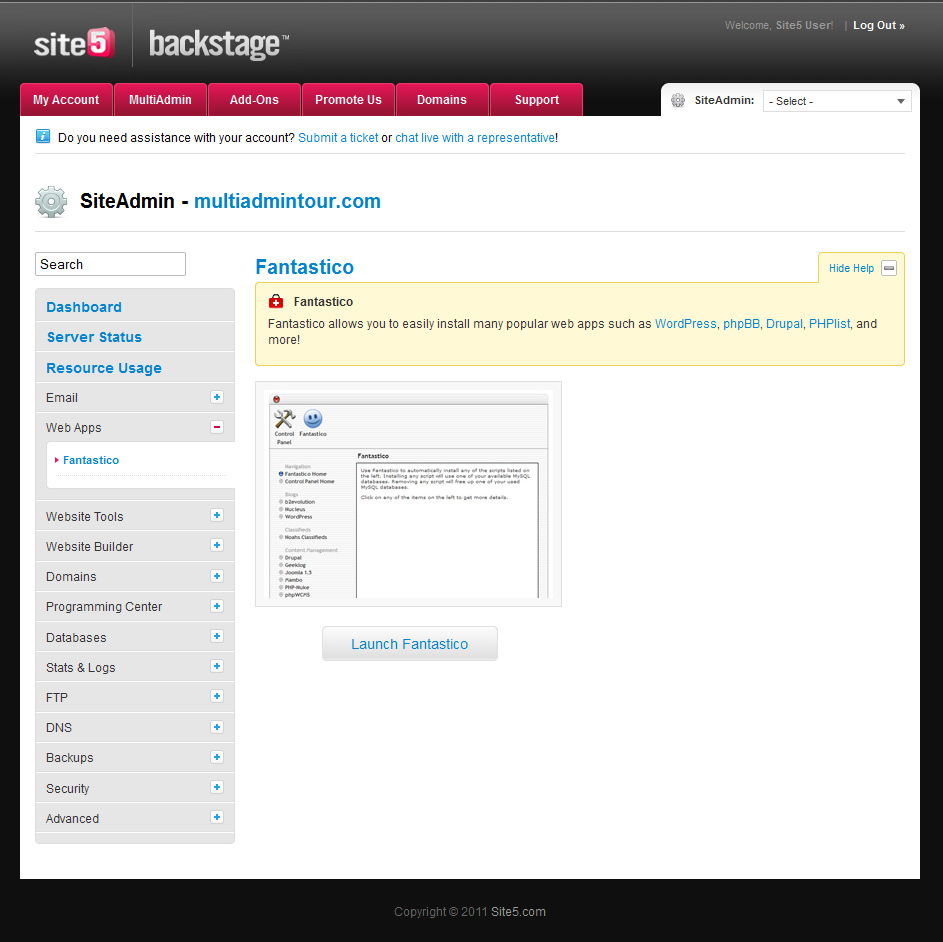 site5 backstage™
Welcome, Site5 User! | Log Out »
My Account MultiAdmin Add-Ons Promote Us Domains Support
SiteAdmin: - Select -
Do you need assistance with your account? Submit a ticket or chat live with a representative!
SiteAdmin - multiadmintour.com
Search
Dashboard
Server Status
Resource Usage
Email
Web Apps
Fantastico
Website Tools
Website Builder
Domains
Programming Center
Databases
Stats & Logs
FTP
DNS
Backups
Security
Advanced
Fantastico
Hide Help
Fantastico
Fantastico allows you to easily install many popular web apps such as WordPress, phpBB, Drupal, PHPlist, and
more!
Control
Panel
Fantastico
Navigation
Fantastico Home
Control Panel Home
Blogs
b2evolution
Nucleus
WordPress
Classifieds
Noahs Classifieds
Content Management
Drupal
Geeklog
Joomla 1.5
Mambo
PHP-Nuke
phpWCMS
Fantastico
Use Fantastico to automatically install any of the scripts listed on
the left. Installing any script will use one of your available MySQL
databases. Removing any script will free up one of your used
MySQL databases.
Click on any of the items on the left to get more details.
Launch Fantastico
Copyright © 2011 Site5.com